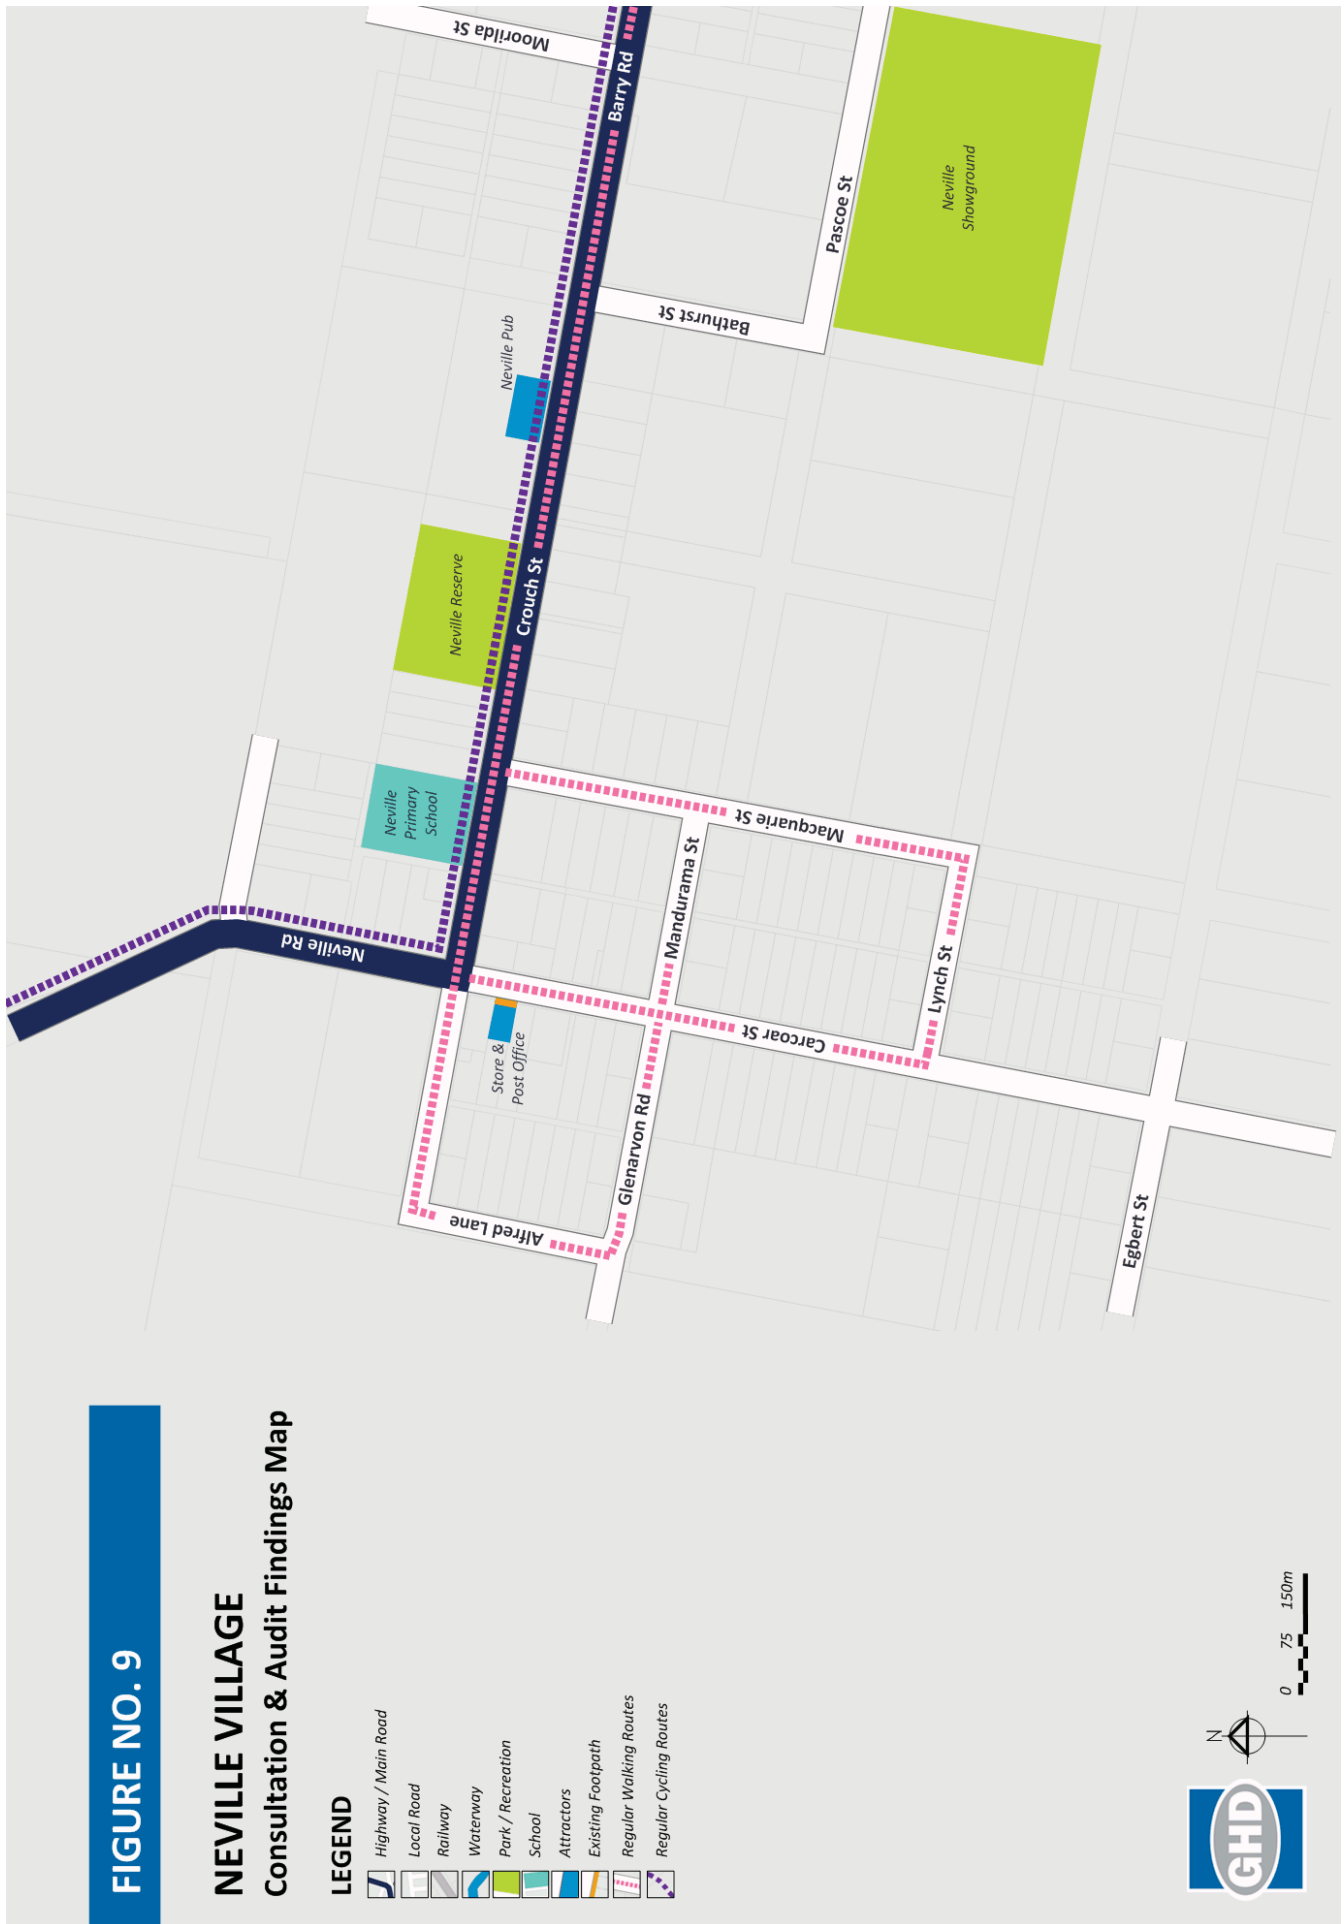 FIGURE NO. 9
NEVILLE VILLAGE
Consultation & Audit Findings Map
LEGEND
Highway / Main Road
Local Road
Railway
Waterway
Park / Recreation
School
Attractors
Existing Footpath
Regular Walking Routes
Regular Cycling Routes
GHD
N
0 75 150m
Neville Rd
Neville
Primary
School
Neville Reserve
Neville Pub
Moorilda St
Barry Rd
Crouch St
Store &
Post Office
Alfred Lane
Glenarvon Rd
Mandurama St
Macquarie St
Carcoar St
Lynch St
Egbert St
Bathurst St
Pascoe St
Neville
Showground